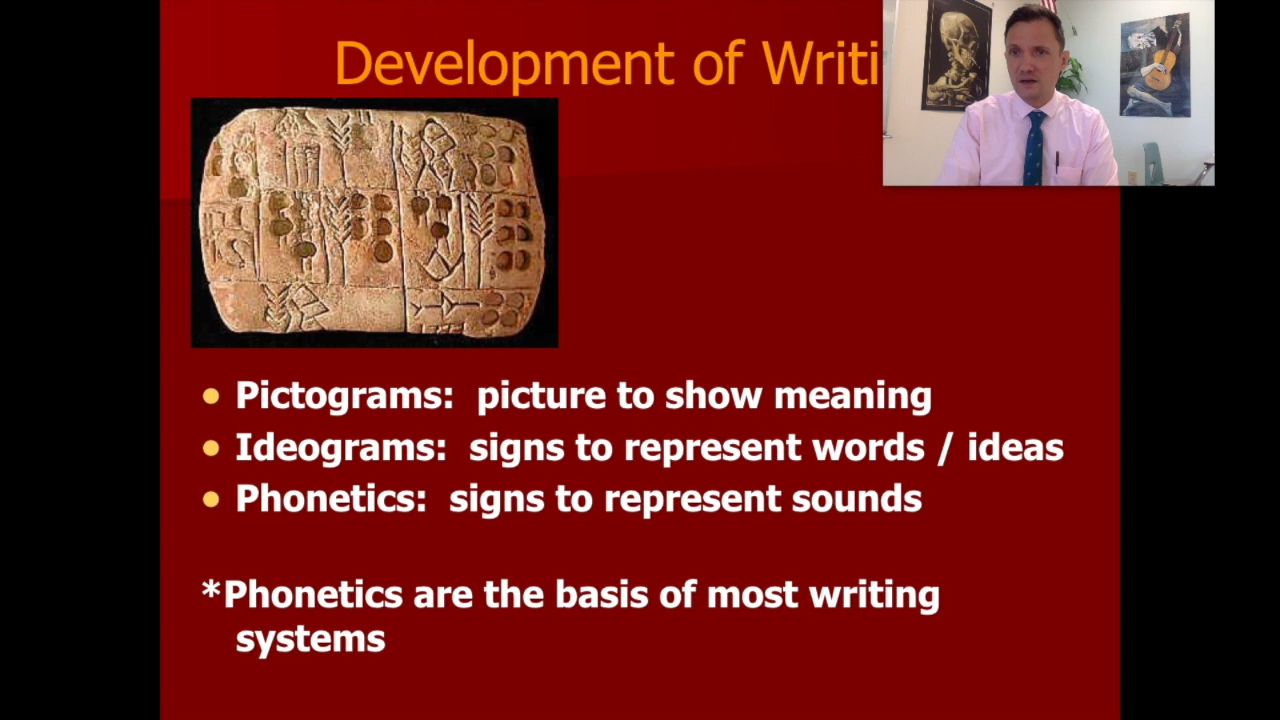 Development of Writi
Pictograms: picture to show meaning
Ideograms: signs to represent words / ideas
Phonetics: signs to represent sounds
*Phonetics are the basis of most writing
systems